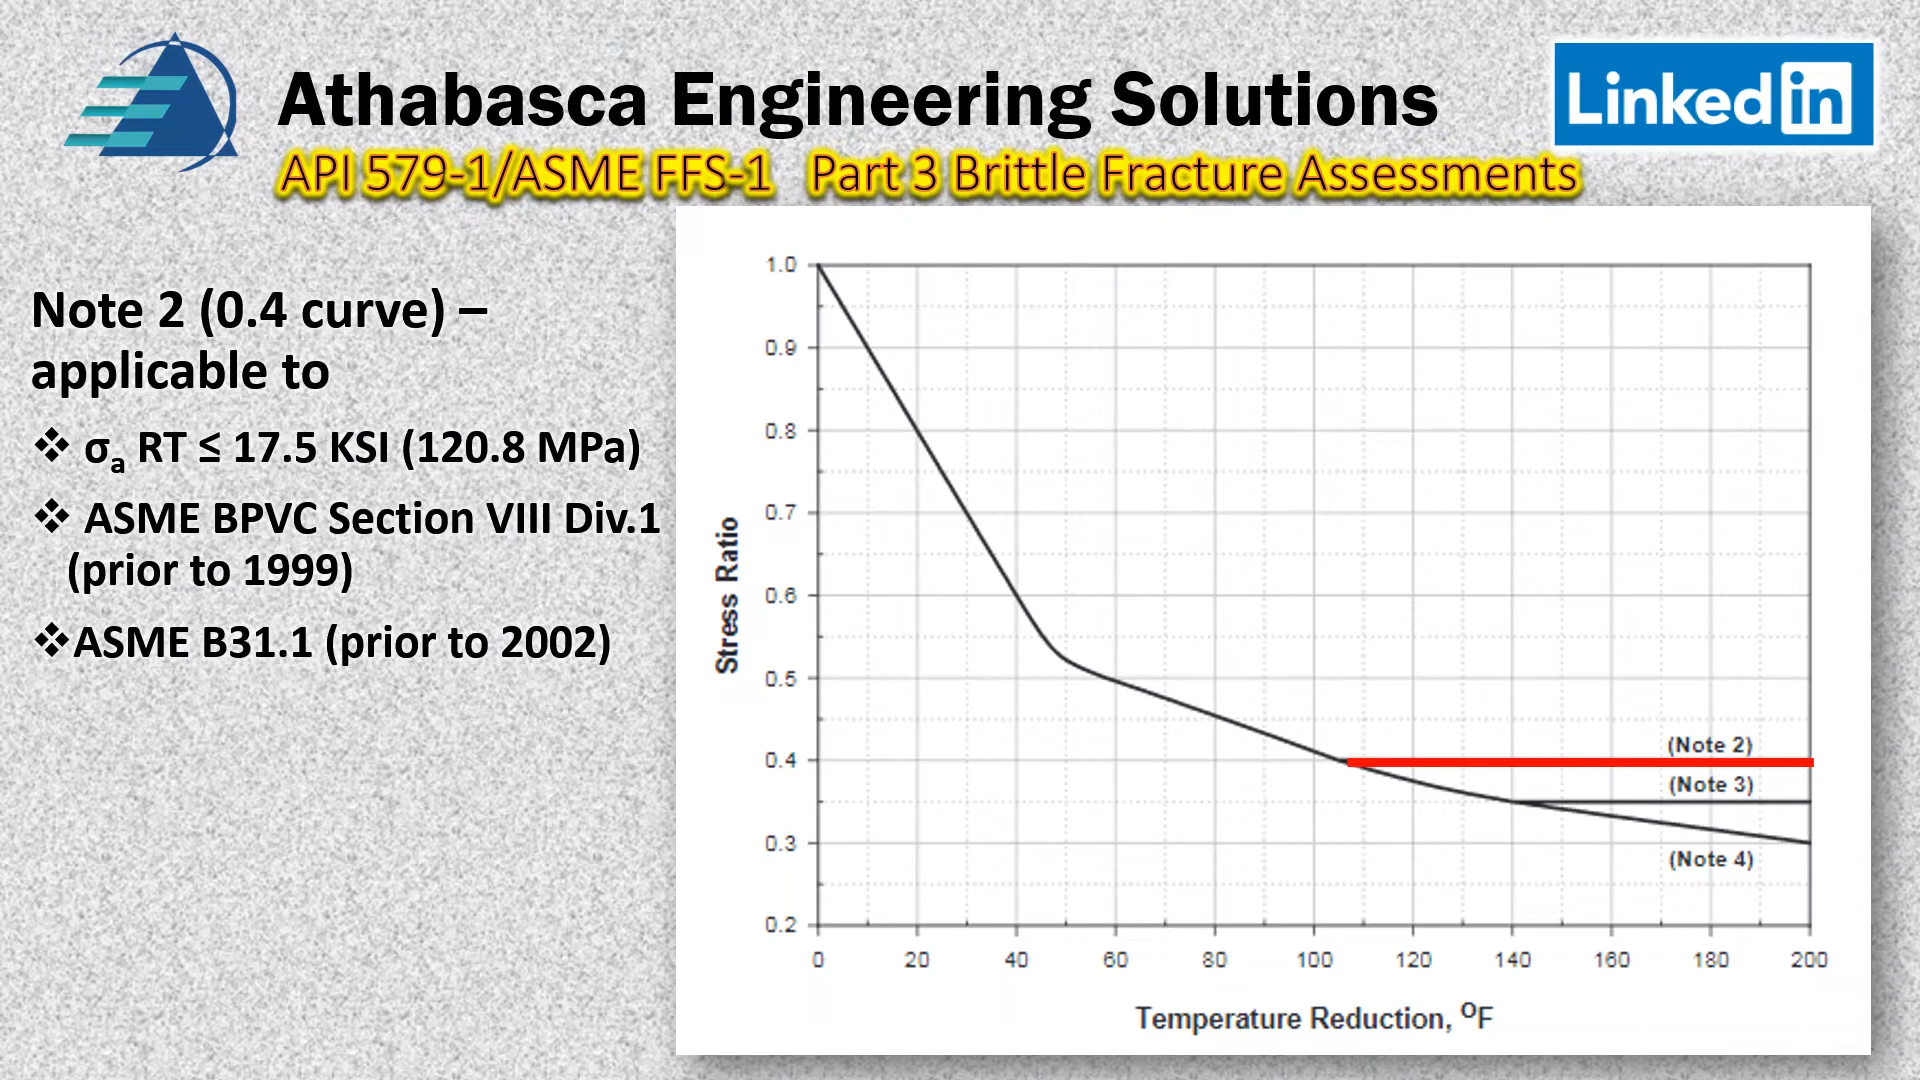 Athabasca Engineering Solutions
Linked in
API 579-1/ASME FFS-1 Part 3 Brittle Fracture Assessments
Note 2 (0.4 curve) –
applicable to
❖ σa RT ≤ 17.5 KSI (120.8 MPa)
❖ ASME BPVC Section VIII Div.1
(prior to 1999)
❖ASME B31.1 (prior to 2002)
Stress Ratio
1.0
0.9
0.8
0.7
0.6
0.5
0.4
0.3
0.2
(Note 2)
(Note 3)
(Note 4)
0 20 40 60 80 100 120 140 160 180 200
Temperature Reduction, ºF